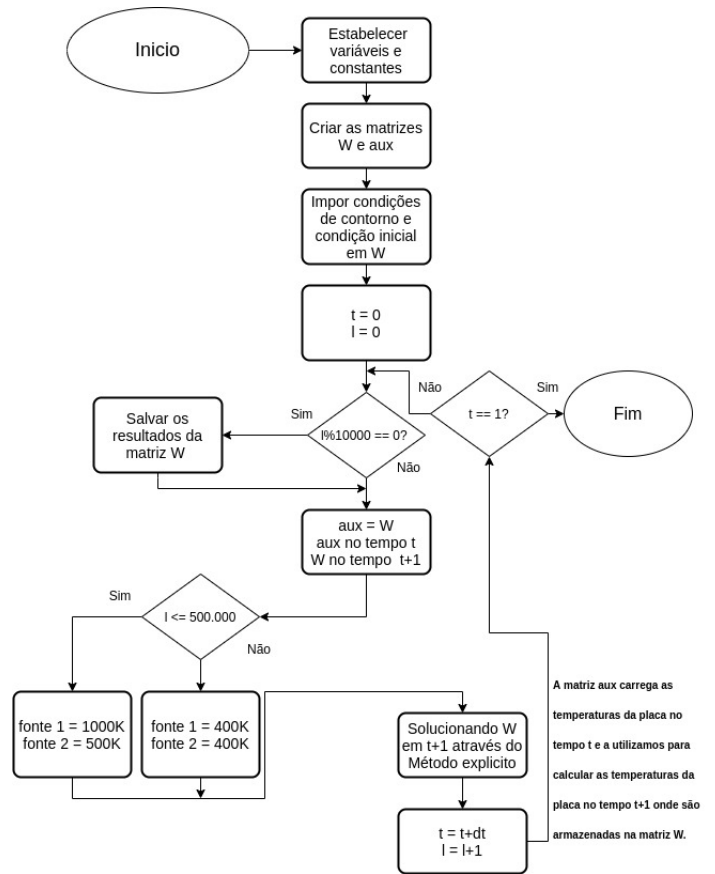 Inicio
Estabelecer
variáveis e
constantes
Criar as matrizes
W e aux
Impor condições
de contorno e
condição inicial
em W
t = 0
l = 0
Não
Sim
t == 1?
Fim
Sim
l%10000 == 0?
Não
Salvar os
resultados da
matriz W
aux = W
aux no tempo t
W no tempo t+1
Sim
l <= 500.000
Não
fonte 1 = 1000K
fonte 2 = 500K
fonte 1 = 400K
fonte 2 = 400K
Solucionando W
em t+1 através do
Método explicito
t = t+dt
l = l+1
A matriz aux carrega as
temperaturas da placa no
tempo t e a utilizamos para
calcular as temperaturas da
placa no tempo t+1 onde são
armazenadas na matriz W.